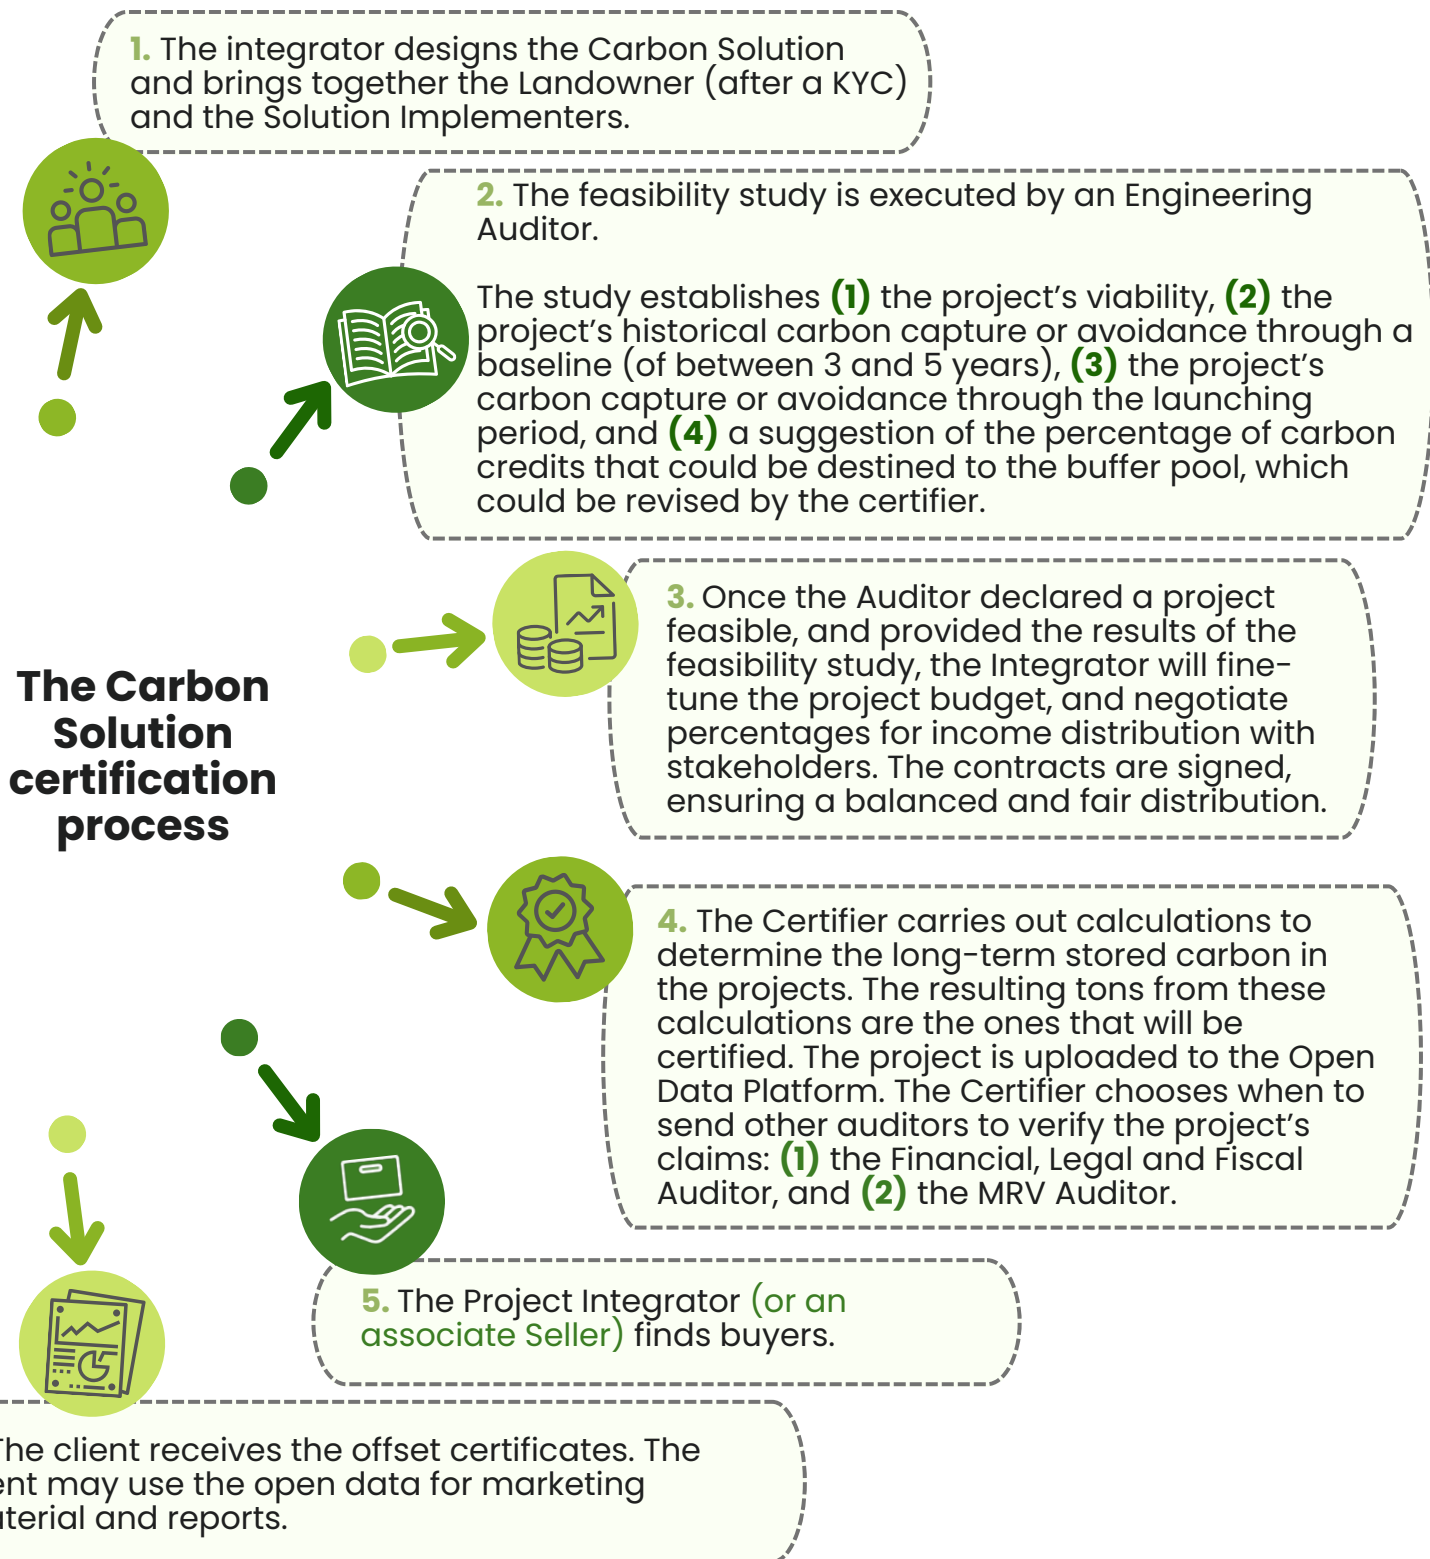 1. The integrator designs the Carbon Solution
and brings together the Landowner (after a KYC)
and the Solution Implementers.
2. The feasibility study is executed by an Engineering
Auditor.
The study establishes (1) the project's viability, (2) the
project's historical carbon capture or avoidance through a
baseline (of between 3 and 5 years), (3) the project's
carbon capture or avoidance through the launching
period, and (4) a suggestion of the percentage of carbon
credits that could be destined to the buffer pool, which
could be revised by the certifier.
3. Once the Auditor declared a project
feasible, and provided the results of the
feasibility study, the Integrator will fine-
tune the project budget, and negotiate
percentages for income distribution with
stakeholders. The contracts are signed,
ensuring a balanced and fair distribution.
The Carbon
Solution
certification
process
4. The Certifier carries out calculations to
determine the long-term stored carbon in
the projects. The resulting tons from these
calculations are the ones that will be
certified. The project is uploaded to the Open
Data Platform. The Certifier chooses when to
send other auditors to verify the project's
claims: (1) the Financial, Legal and Fiscal
Auditor, and (2) the MRV Auditor.
5. The Project Integrator (or an
associate Seller) finds buyers.
The client receives the offset certificates. The
may use the open data for marketing
and reports.